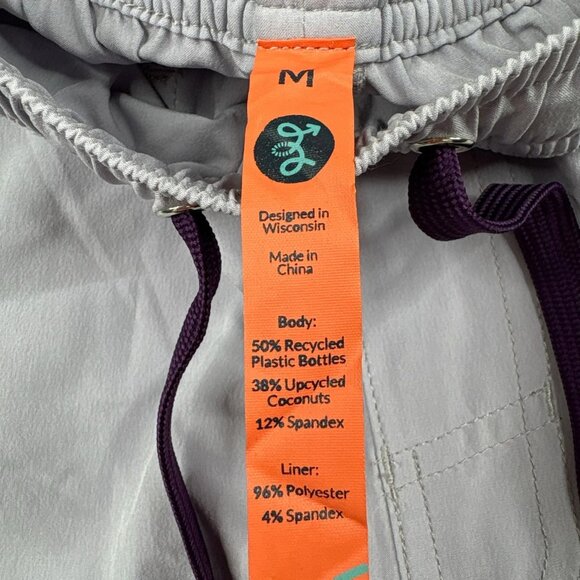 M
Designed in
Wisconsin
Made in
China
Body:
50% Recycled
Plastic Bottles
38% Upcycled
Coconuts
12% Spandex
Liner:
96% Polyester
4% Spandex